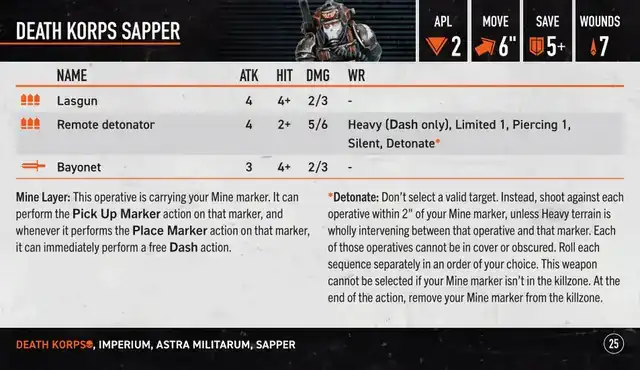 DEATH KORPS SAPPER
APL
2
MOVE
6"
SAVE
5+
WOUNDS
7
NAME ATK HIT DMG WR
Lasgun 4 4+ 2/3 -
Remote detonator 4 2+ 5/6 Heavy (Dash only), Limited 1, Piercing 1,
Silent, Detonate*
Bayonet 3 4+ 2/3 -
Mine Layer: This operative is carrying your Mine marker. It can
perform the Pick Up Marker action on that marker, and
whenever it performs the Place Marker action on that marker,
it can immediately perform a free Dash action.
*Detonate: Don't select a valid target. Instead, shoot against each
operative within 2" of your Mine marker, unless Heavy terrain is
wholly intervening between that operative and that marker. Each
of those operatives cannot be in cover or obscured. Roll each
sequence separately in an order of your choice. This weapon
cannot be selected if your Mine marker isn't in the killzone. At the
end of the action, remove your Mine marker from the killzone.
DEATH KORPS, IMPERIUM, ASTRA MILITARUM, SAPPER
25